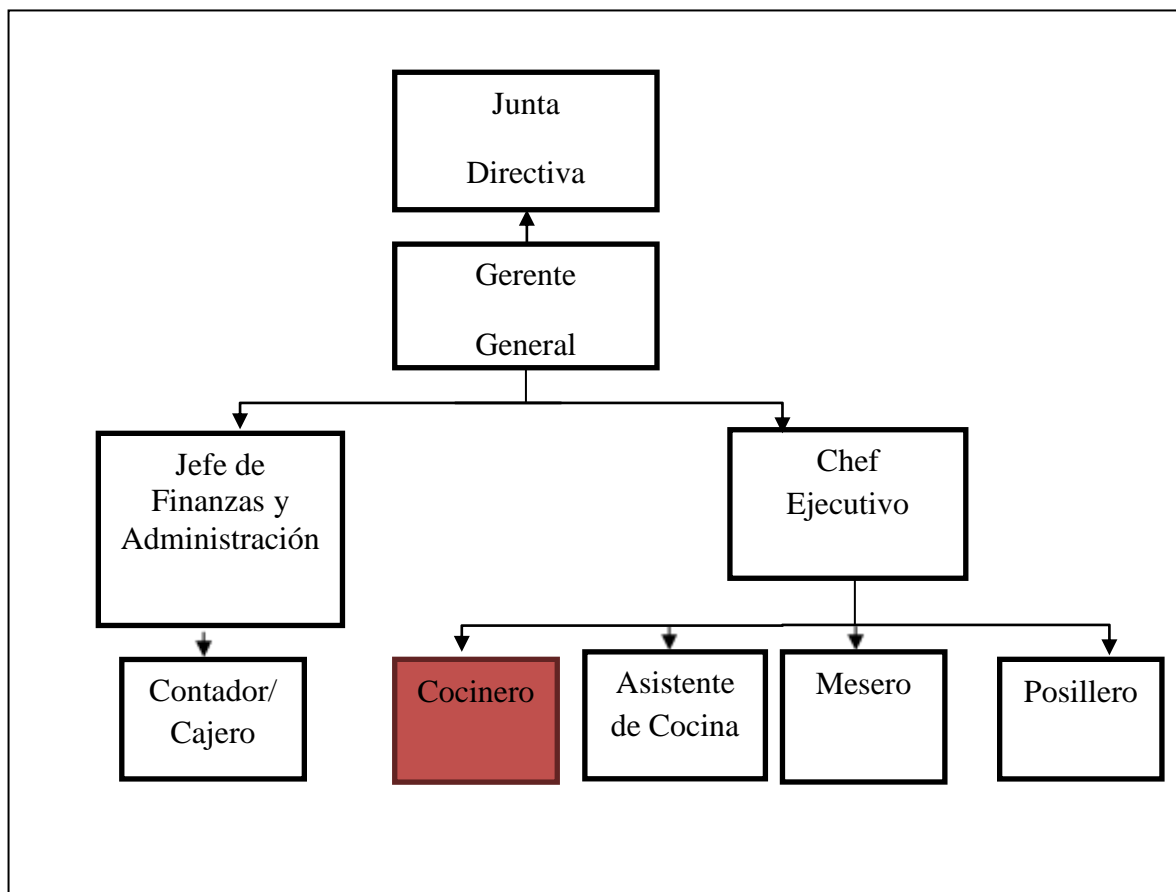 Junta
Directiva
Gerente
General
Jefe de
Finanzas y
Administración
Chef
Ejecutivo
Contador/
Cajero
Cocinero
Asistente
de Cocina
Mesero
Posillero